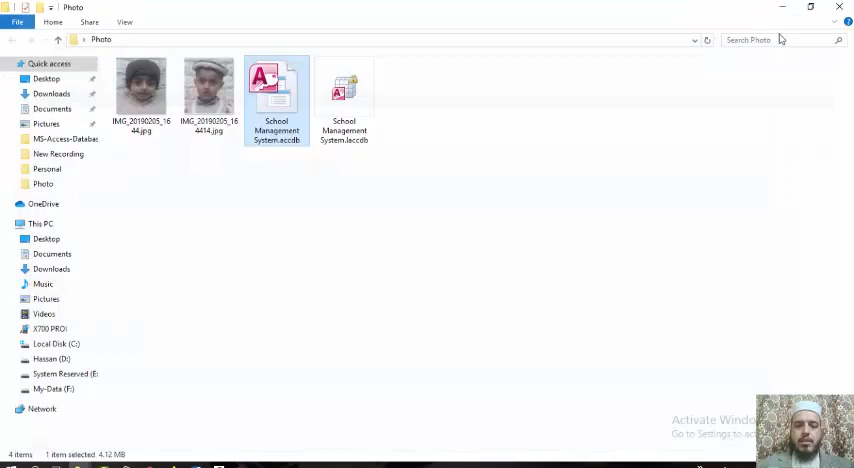 Photo
File
Home
Share
View
Photo
Search Photo
Quick access
Desktop
Downloads
Documents
Pictures
MS-Access-Databas
New Recording
Personal
Photo
OneDrive
This PC
Desktop
Documents
Downloads
Music
Pictures
Videos
X700 PROI
Local Disk (C:)
Hassan (D:)
System Reserved (E:
My-Data (F:)
Network
IMG_20190205_16
44.jpg
IMG_20190205_16
4414.jpg
School
Management
System.accdb
School
Management
System.laccdb
Activate Windo
Go to Settings to ac
4 items
1 item selected 4.12 MB